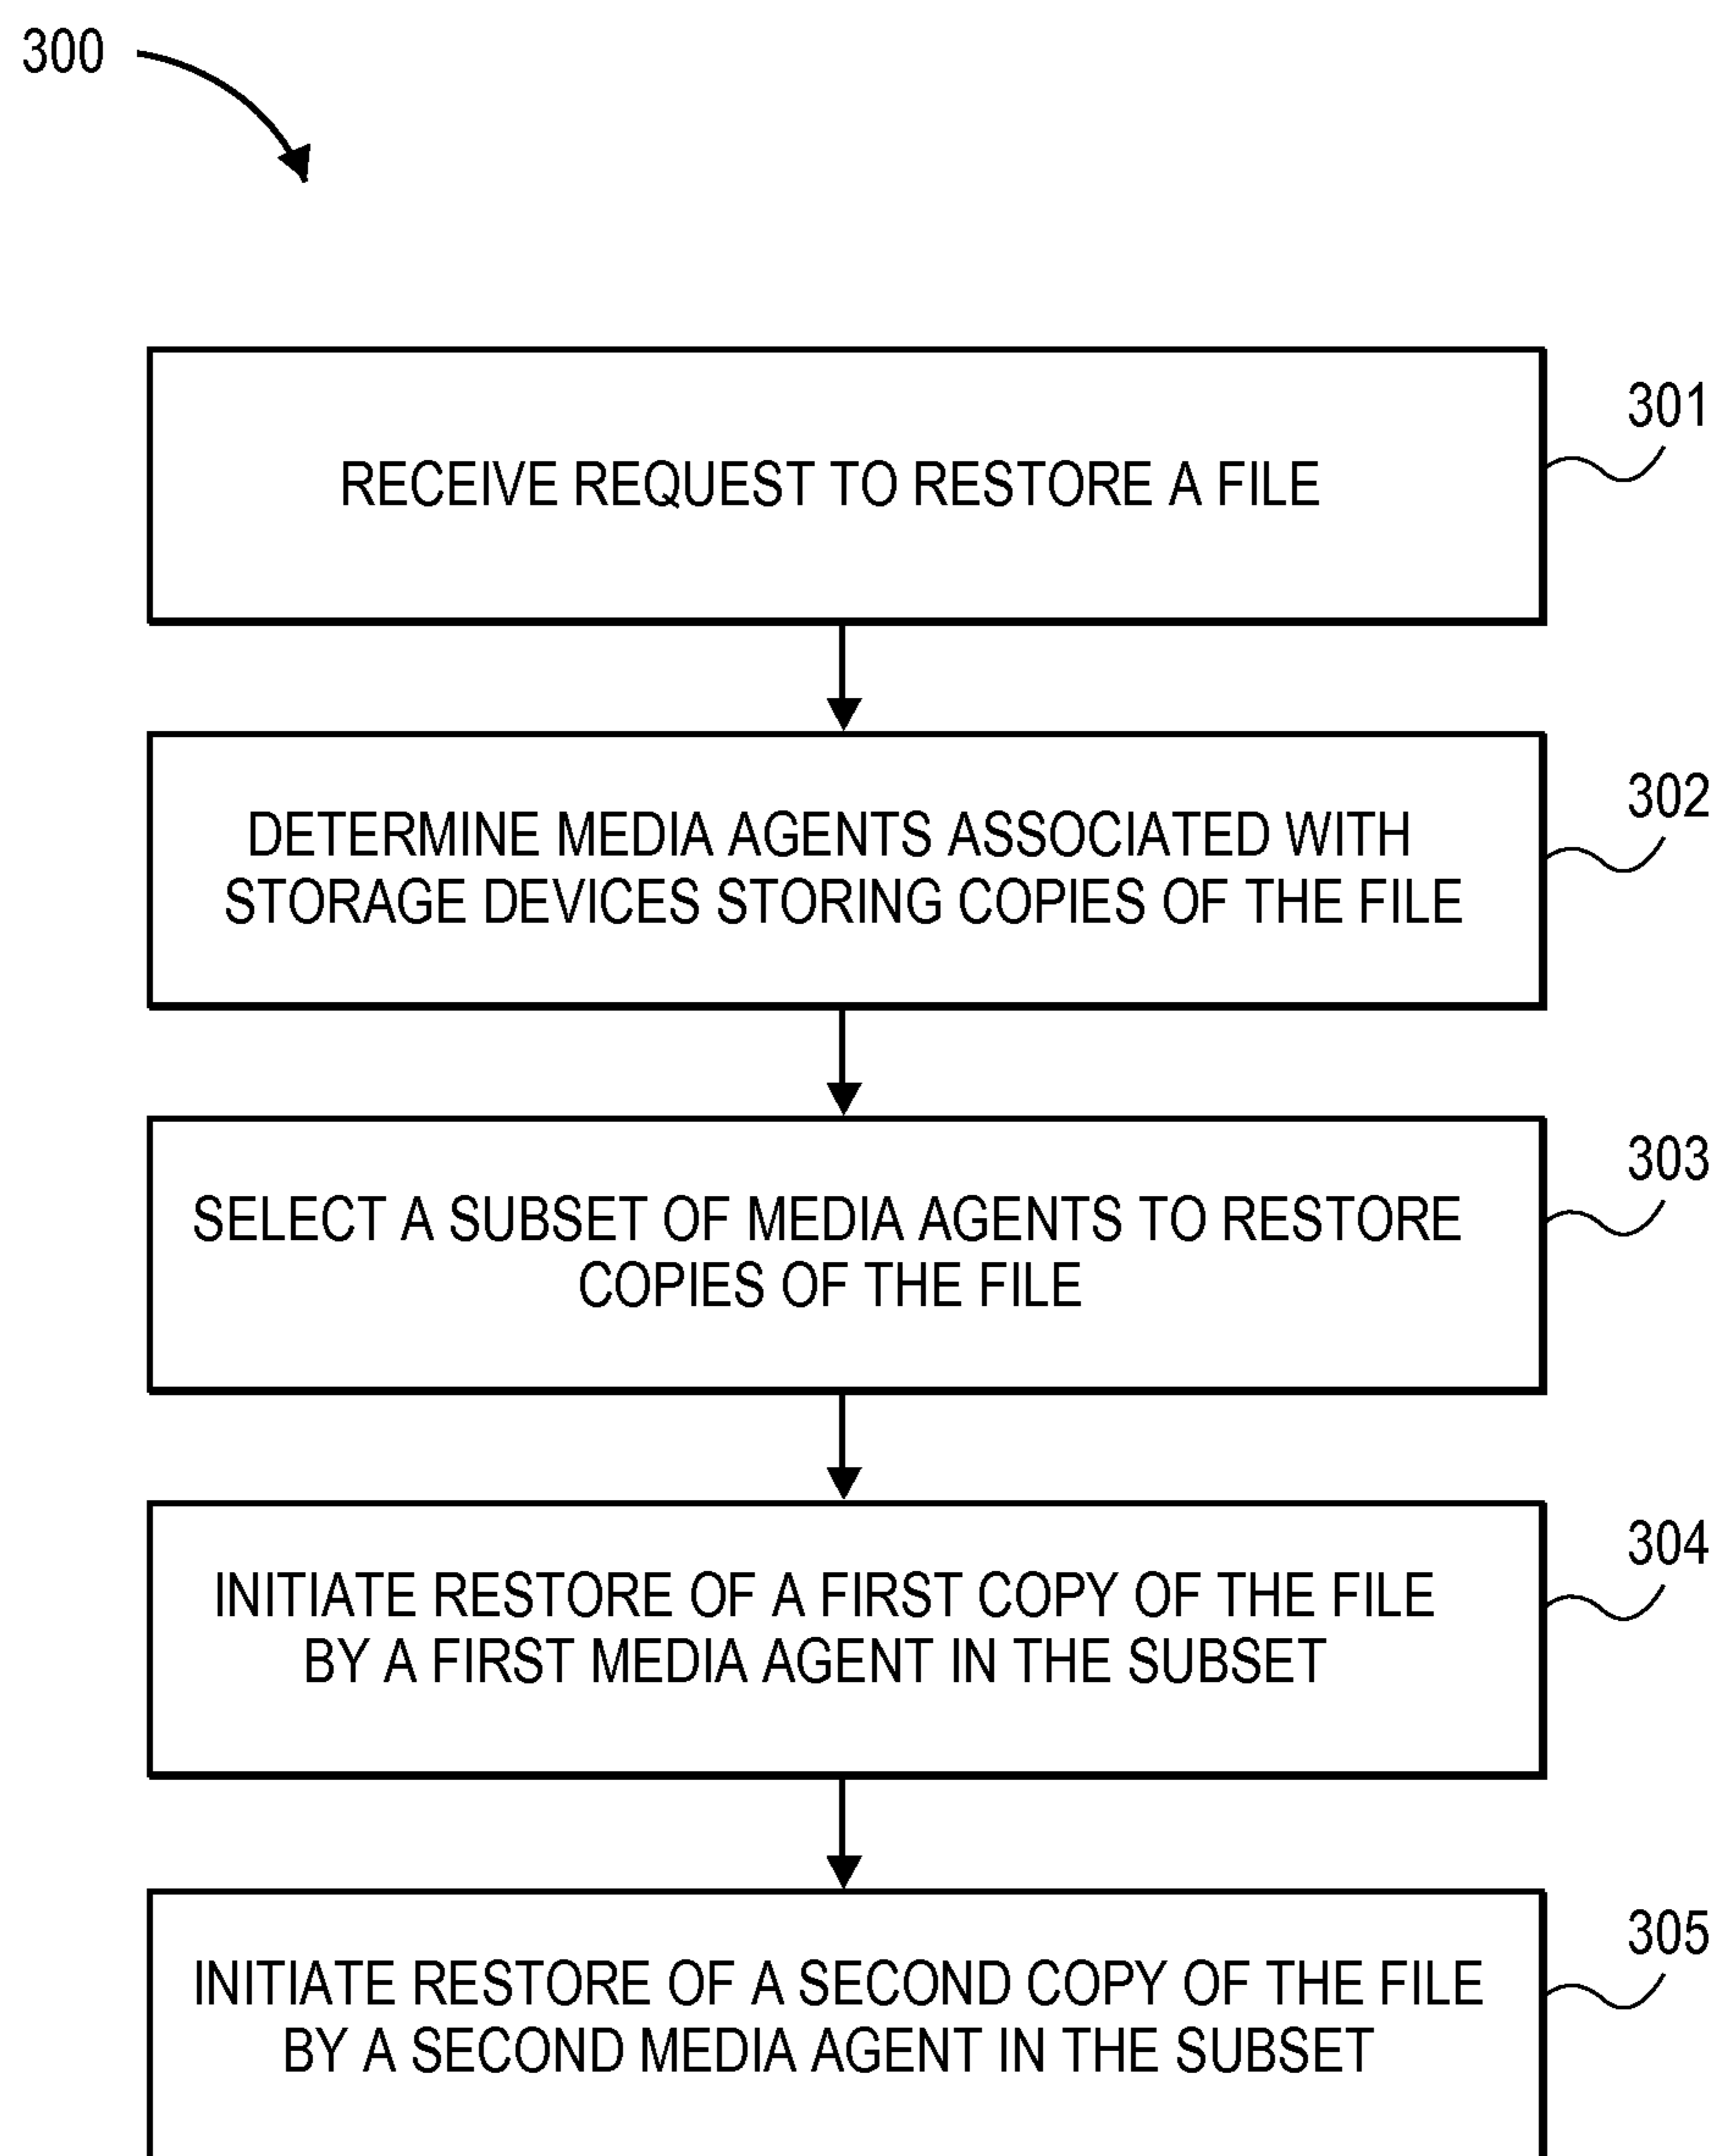 300
301
RECEIVE REQUEST TO RESTORE A FILE
302
DETERMINE MEDIA AGENTS ASSOCIATED WITH
STORAGE DEVICES STORING COPIES OF THE FILE
303
SELECT A SUBSET OF MEDIA AGENTS TO RESTORE
COPIES OF THE FILE
304
INITIATE RESTORE OF A FIRST COPY OF THE FILE
BY A FIRST MEDIA AGENT IN THE SUBSET
305
INITIATE RESTORE OF A SECOND COPY OF THE FILE
BY A SECOND MEDIA AGENT IN THE SUBSET